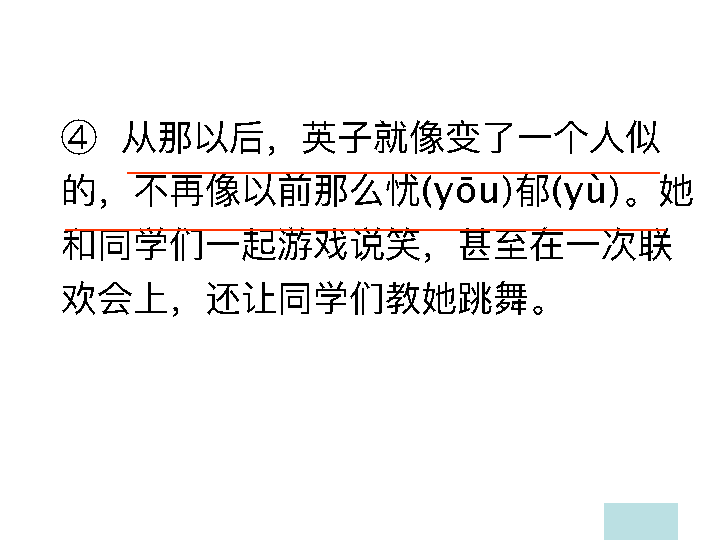 ④ 从那以后，英子就像变了一个人似
的，不再像以前那么忧(yōu)郁(yù)。她
和同学们一起游戏说笑，甚至在一次联
欢会上，还让同学们教她跳舞。